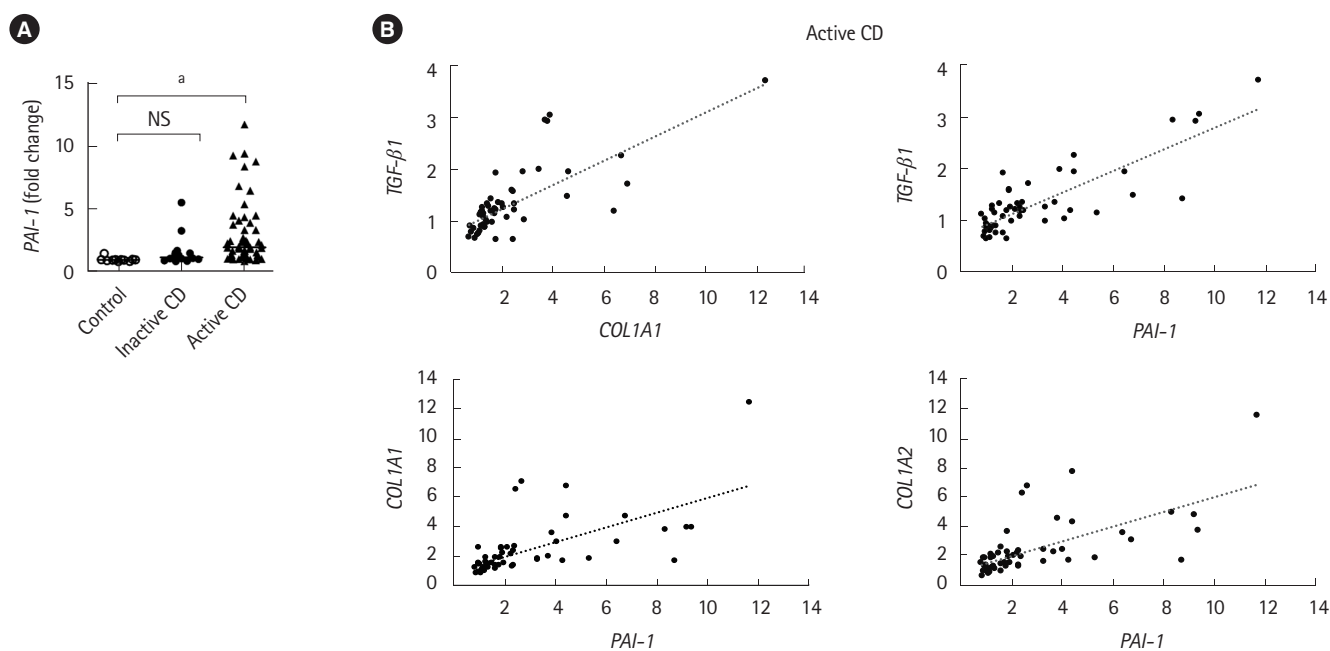 A
PAI-1 (fold change)
15
10
5
0
a
NS
Control
Inactive CD
Active CD
B
Active CD
TGF-β1
4
3
2
1
0
2 4 6 8 10 12 14
COL1A1
TGF-β1
4
3
2
1
0
2 4 6 8 10 12 14
PAI-1
COL1A1
14
12
10
8
6
4
2
0
2 4 6 8 10 12 14
PAI-1
COL1A2
14
12
10
8
6
4
2
0
2 4 6 8 10 12 14
PAI-1